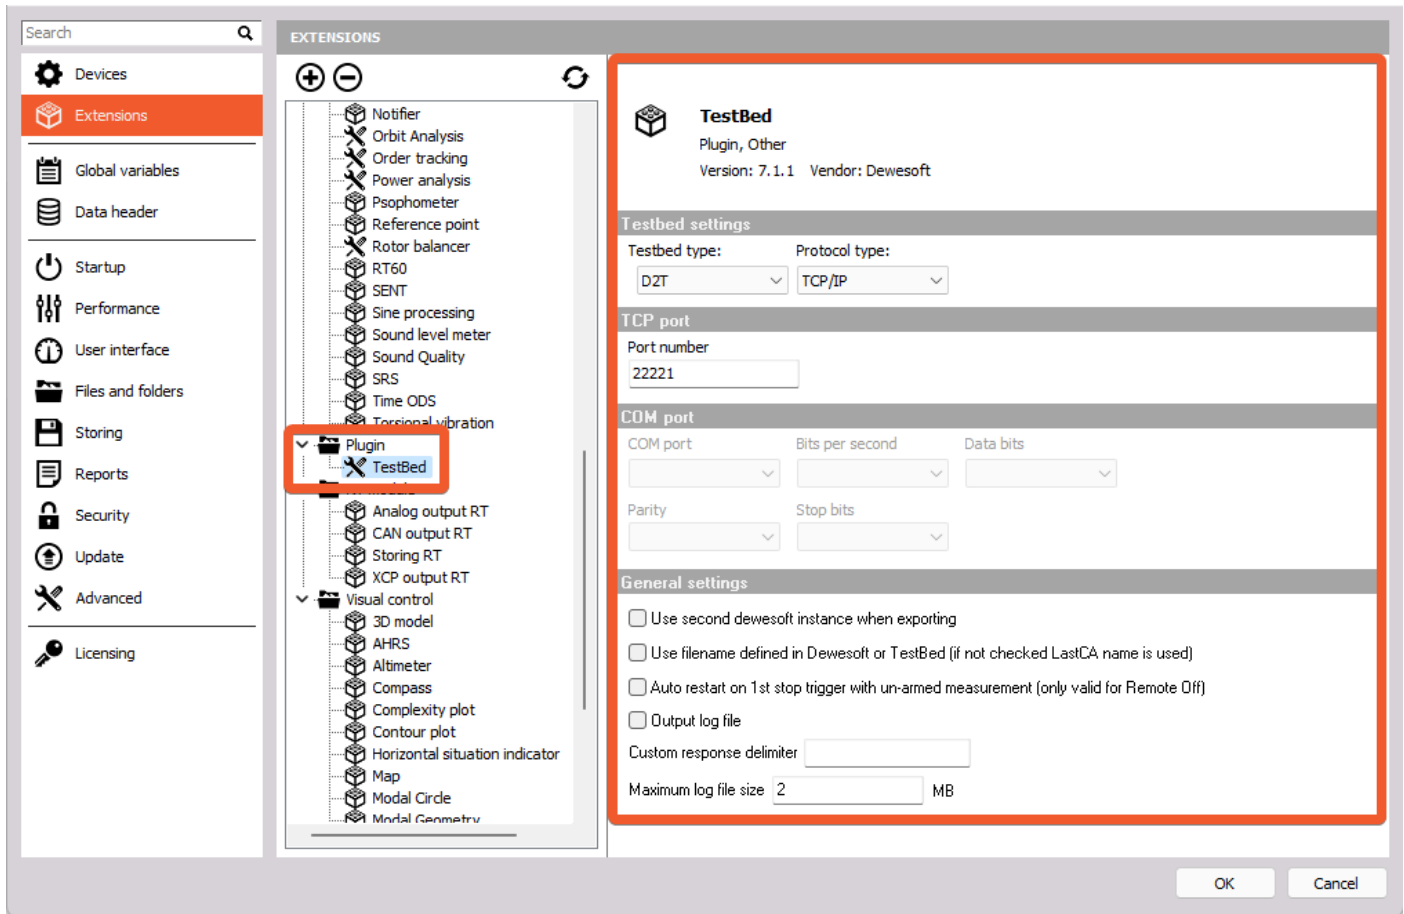 Search
Devices
Extensions
Global variables
Data header
Startup
Performance
User interface
Files and folders
Storing
Reports
Security
Update
Advanced
Licensing
EXTENSIONS
Notifier
Orbit Analysis
Order tracking
Power analysis
Psophometer
Reference point
Rotor balancer
RT60
SENT
Sine processing
Sound level meter
Sound Quality
SRS
Time ODS
Torsional vibration
Plugin
TestBed
Analog output RT
CAN output RT
Storing RT
XCP output RT
Visual control
3D model
AHRS
Altimeter
Compass
Complexity plot
Contour plot
Horizontal situation indicator
Map
Modal Circle
Modal Geometry
TestBed
Plugin, Other
Version: 7.1.1 Vendor: Dewesoft
Testbed settings
Testbed type: Protocol type:
D2T TCP/IP
TCP port
Port number
22221
COM port
COM port Bits per second Data bits
Parity Stop bits
General settings
Use second dewesoft instance when exporting
Use filename defined in Dewesoft or TestBed (if not checked LastCA name is used)
Auto restart on 1st stop trigger with un-armed measurement (only valid for Remote Off)
Output log file
Custom response delimiter
Maximum log file size 2 MB
OK Cancel